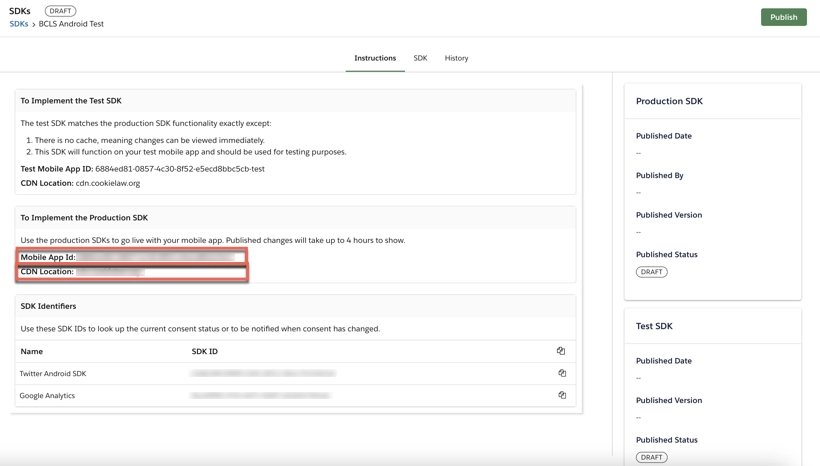 SDKs DRAFT
SDKs > BCLS Android Test
Publish
Instructions SDK History
To Implement the Test SDK
The test SDK matches the production SDK functionality exactly except:
1. There is no cache, meaning changes can be viewed immediately.
2. This SDK will function on your test mobile app and should be used for testing purposes.
Test Mobile App ID: 6884ed81-0857-4c30-8f52-e5ecd8bbc5cb-test
CDN Location: cdn.cookielaw.org
To Implement the Production SDK
Use the production SDKs to go live with your mobile app. Published changes will take up to 4 hours to show.
Mobile App Id:
CDN Location:
SDK Identifiers
Use these SDK IDs to look up the current consent status or to be notified when consent has changed.
Name SDK ID
Twitter Android SDK
Google Analytics
Production SDK
Published Date
--
Published By
--
Published Version
--
Published Status
DRAFT
Test SDK
Published Date
--
Published Version
--
Published Status
DRAFT